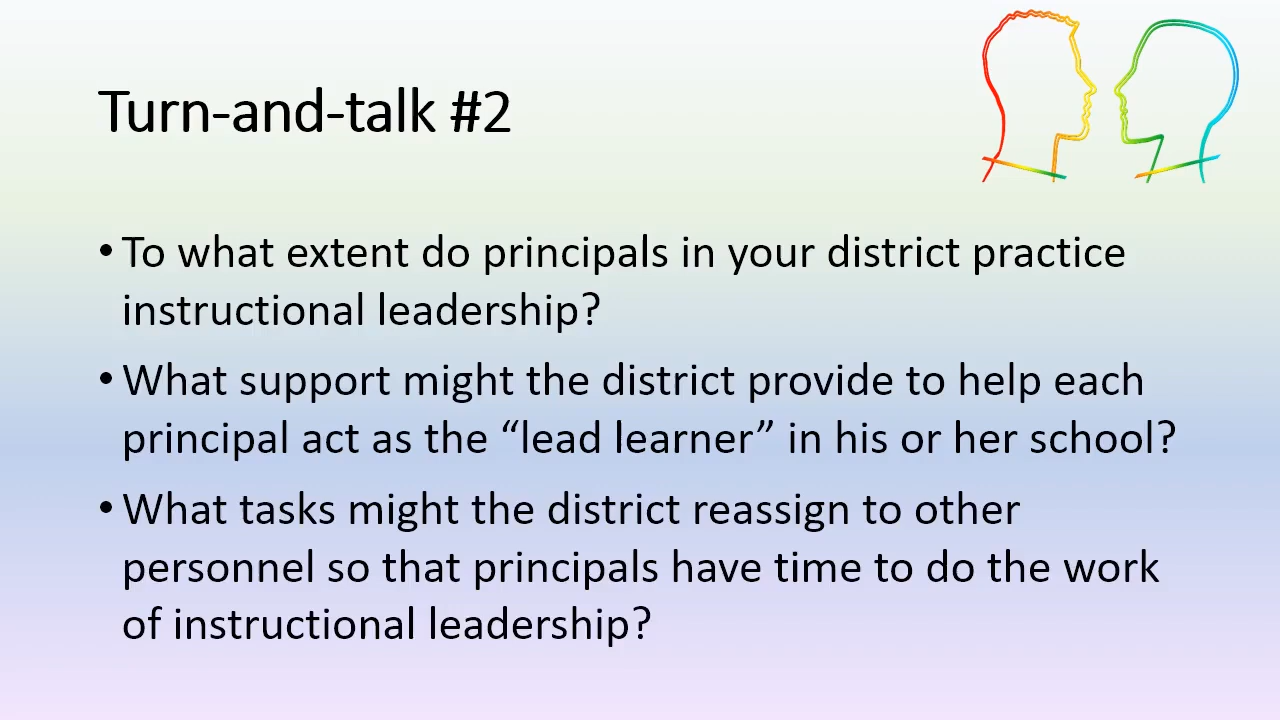 Turn-and-talk #2
• To what extent do principals in your district practice
instructional leadership?
• What support might the district provide to help each
principal act as the “lead learner” in his or her school?
• What tasks might the district reassign to other
personnel so that principals have time to do the work
of instructional leadership?